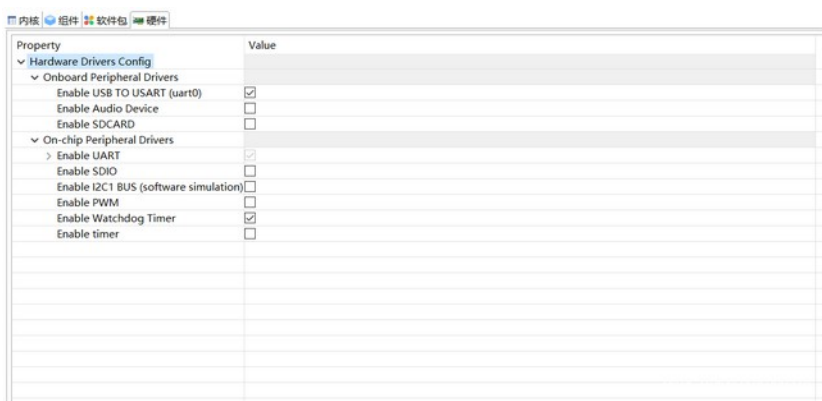 内核 组件 软件包 硬件
Property Value
Hardware Drivers Config
Onboard Peripheral Drivers
Enable USB TO USART (uart0)
Enable Audio Device
Enable SDCARD
On-chip Peripheral Drivers
Enable UART
Enable SDIO
Enable I2C1 BUS (software simulation)
Enable PWM
Enable Watchdog Timer
Enable timer